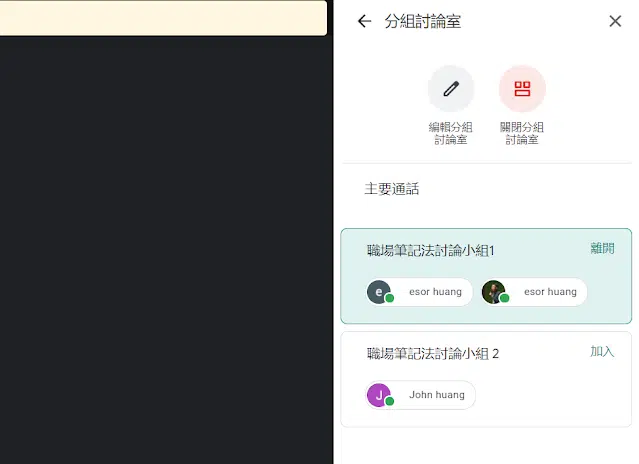 分組討論室
編輯分組
討論室
關閉分組
討論室
主要通話
職場筆記法討論小組1
離開
e esor huang
esor huang
職場筆記法討論小組 2
加入
J John huang